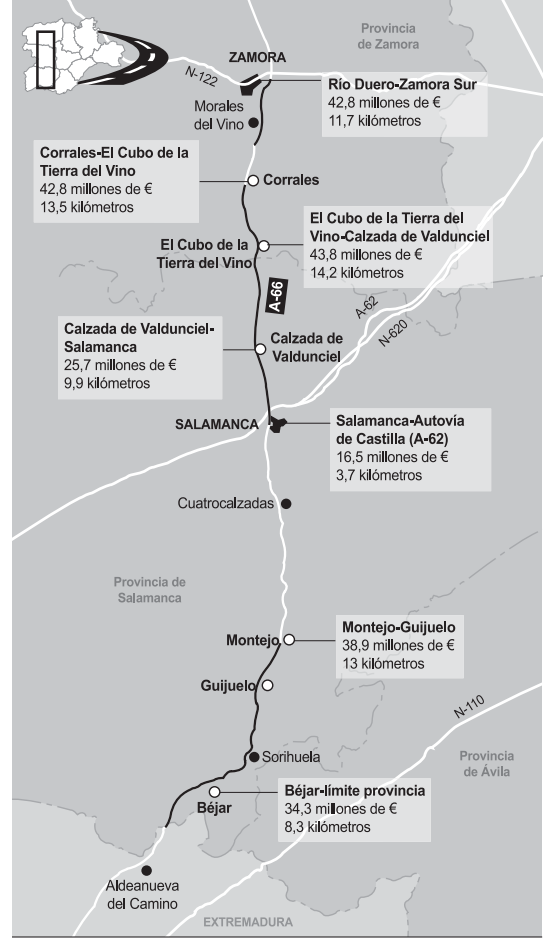 Provincia
de Zamora
ZAMORA
N-122
Río Duero-Zamora Sur
42,8 millones de €
11,7 kilómetros
Morales
del Vino
Corrales-El Cubo de la
Tierra del Vino
42,8 millones de €
13,5 kilómetros
Corrales
El Cubo de la Tierra del
Vino-Calzada de Valdunciel
43,8 millones de €
14,2 kilómetros
El Cubo de la
Tierra del Vino
A-66
A-62
N-620
Calzada de Valdunciel-
Salamanca
25,7 millones de €
9,9 kilómetros
Calzada de
Valdunciel
SALAMANCA
Salamanca-Autovía
de Castilla (A-62)
16,5 millones de €
3,7 kilómetros
Cuatrocalzadas
Provincia de
Salamanca
Montejo
Montejo-Guijuelo
38,9 millones de €
13 kilómetros
Guijuelo
N-110
Sorihuela
Provincia
de Ávila
Béjar
Béjar-límite provincia
34,3 millones de €
8,3 kilómetros
Aldeanueva
del Camino
EXTREMADURA